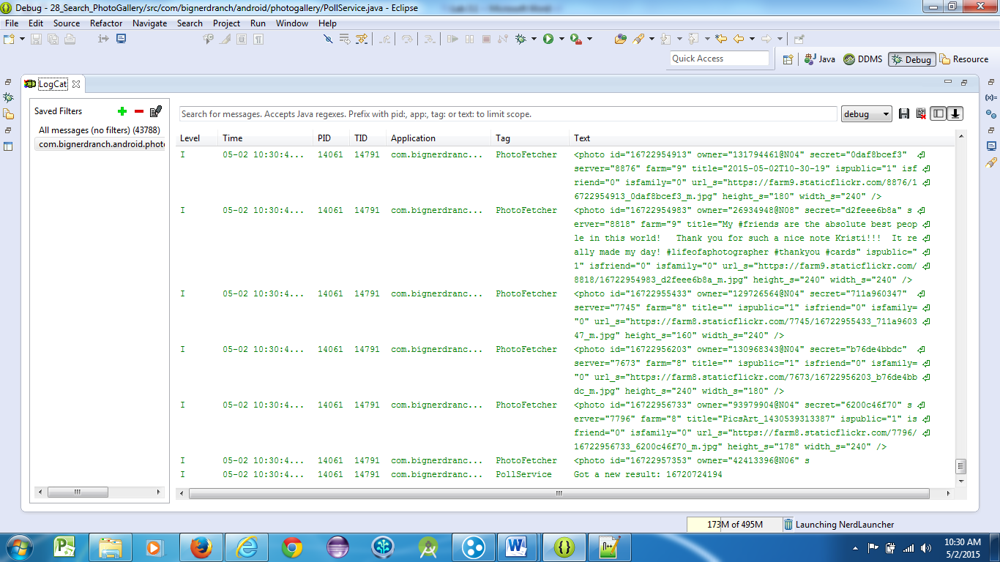 Debug - 28_Search_PhotoGallery/src/com/bignerdranch/android/photogallery/PollService.java - Eclipse
File Edit Source Refactor Navigate Search Project Run Window Help
Quick Access
Java DDMS Debug Resource
LogCat
Saved Filters
All messages (no filters) (43788)
com.bignerdranch.android.photo
Search for messages. Accepts Java regexes. Prefix with pid:, app:, tag: or text: to limit scope.
debug
Level Time PID TID Application Tag Text
I 05-02 10:30:4... 14061 14791 com.bignerdranc... PhotoFetcher <photo id="16722954913" owner="131794461@N04" secret="0daf8bcef3"
server="8876" farm="9" title="2015-05-02T10-30-19" ispublic="1" isf
riend="0" isfamily="0" url_s="https://farm9.staticflickr.com/8876/1
6722954913_0daf8bcef3_m.jpg" height_s="180" width_s="240" />
I 05-02 10:30:4... 14061 14791 com.bignerdranc... PhotoFetcher <photo id="16722954983" owner="26934948@N08" secret="d2feee6b8a" s
erver="8818" farm="9" title="My #friends are the absolute best peop
le in this world!   Thank you for such a nice note Kristi!!!  It re
ally made my day! #lifeofaphotographer #thankyou #cards" ispublic="
1" isfriend="0" isfamily="0" url_s="https://farm9.staticflickr.com/
8818/16722954983_d2feee6b8a_m.jpg" height_s="240" width_s="240" />
I 05-02 10:30:4... 14061 14791 com.bignerdranc... PhotoFetcher <photo id="16722955433" owner="129726564@N04" secret="711a960347"
server="7745" farm="8" title="" ispublic="1" isfriend="0" isfamily=
"0" url_s="https://farm8.staticflickr.com/7745/16722955433_711a9603
47_m.jpg" height_s="160" width_s="240" />
I 05-02 10:30:4... 14061 14791 com.bignerdranc... PhotoFetcher <photo id="16722956203" owner="130968343@N04" secret="b76de4bbdc"
server="7673" farm="8" title="" ispublic="1" isfriend="0" isfamily=
"0" url_s="https://farm8.staticflickr.com/7673/16722956203_b76de4bb
dc_m.jpg" height_s="240" width_s="180" />
I 05-02 10:30:4... 14061 14791 com.bignerdranc... PhotoFetcher <photo id="16722956733" owner="93979904@N04" secret="6200c46f70" s
erver="7796" farm="8" title="PicsArt_1430539313387" ispublic="1" is
friend="0" isfamily="0" url_s="https://farm8.staticflickr.com/7796/
16722956733_6200c46f70_m.jpg" height_s="178" width_s="240" />
I 05-02 10:30:4... 14061 14791 com.bignerdranc... PhotoFetcher <photo id="16722957353" owner="42413396@N06" s
I 05-02 10:30:4... 14061 14791 com.bignerdranc... PollService Got a new result: 16720724194
173M of 495M
Launching NerdLauncher
10:30 AM
5/2/2015